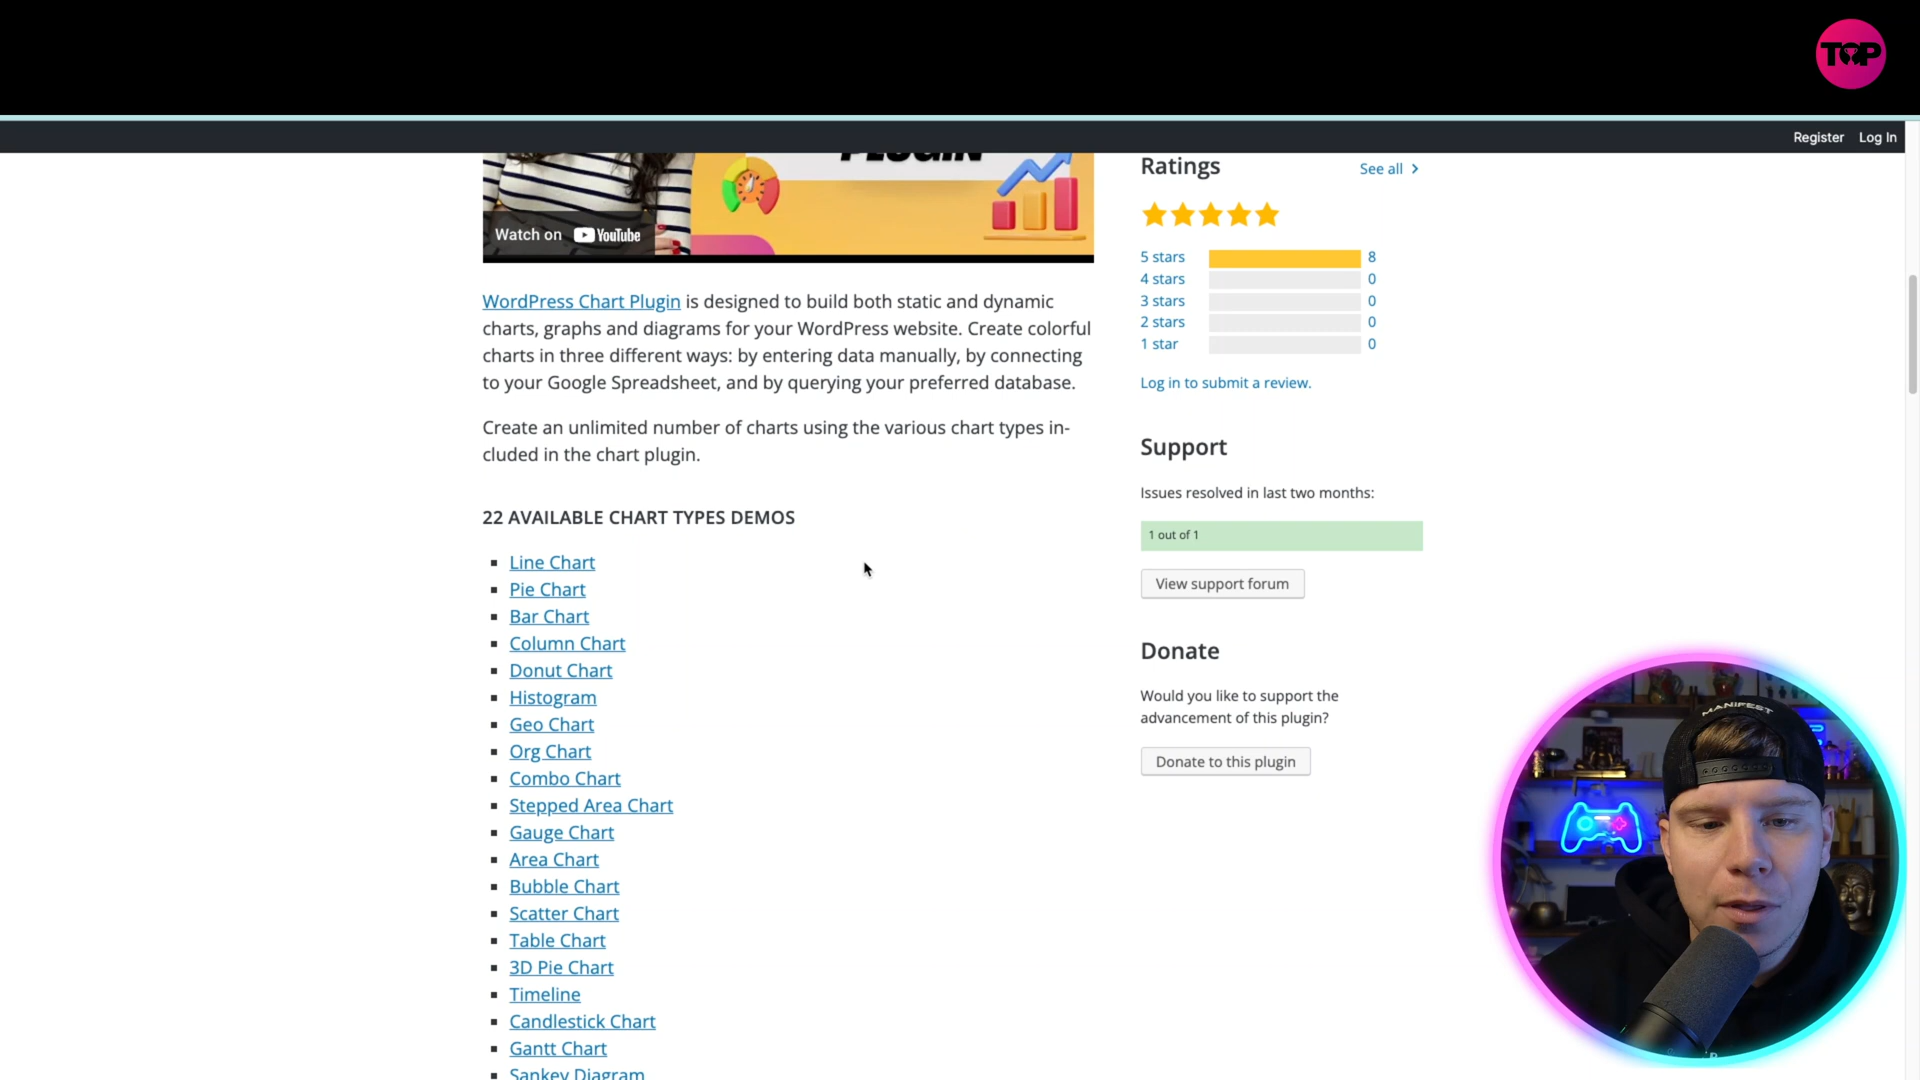 TOP
Register Log In
PLUGIN
Watch on YouTube
Ratings
See all
5 stars 8
4 stars 0
3 stars 0
2 stars 0
1 star 0
Log in to submit a review.
WordPress Chart Plugin is designed to build both static and dynamic
charts, graphs and diagrams for your WordPress website. Create colorful
charts in three different ways: by entering data manually, by connecting
to your Google Spreadsheet, and by querying your preferred database.
Create an unlimited number of charts using the various chart types in-
cluded in the chart plugin.
22 AVAILABLE CHART TYPES DEMOS
Line Chart
Pie Chart
Bar Chart
Column Chart
Donut Chart
Histogram
Geo Chart
Org Chart
Combo Chart
Stepped Area Chart
Gauge Chart
Area Chart
Bubble Chart
Scatter Chart
Table Chart
3D Pie Chart
Timeline
Candlestick Chart
Gantt Chart
Sankey Diagram
Support
Issues resolved in last two months:
1 out of 1
View support forum
Donate
Would you like to support the
advancement of this plugin?
Donate to this plugin
MANIFEST